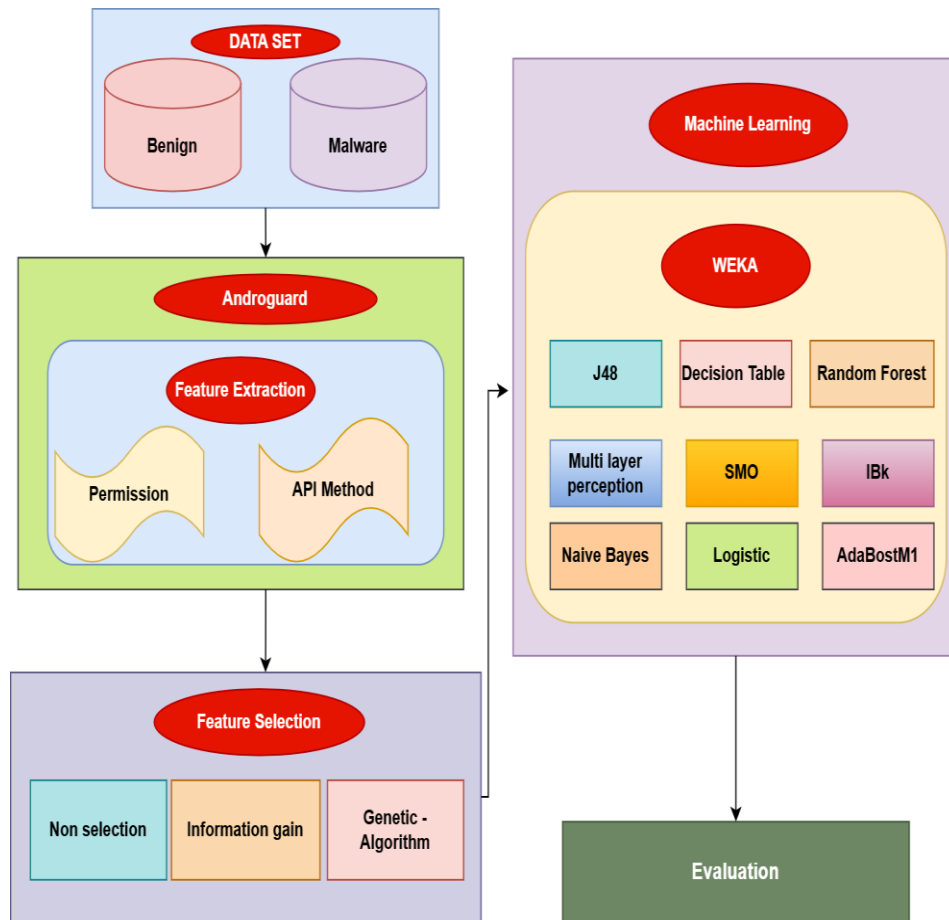 DATA SET
Benign
Malware
Androguard
Feature Extraction
Permission
API Method
Feature Selection
Non selection
Information gain
Genetic -
Algorithm
Machine Learning
WEKA
J48
Decision Table
Random Forest
Multi layer
perception
SMO
IBk
Naive Bayes
Logistic
AdaBostM1
Evaluation